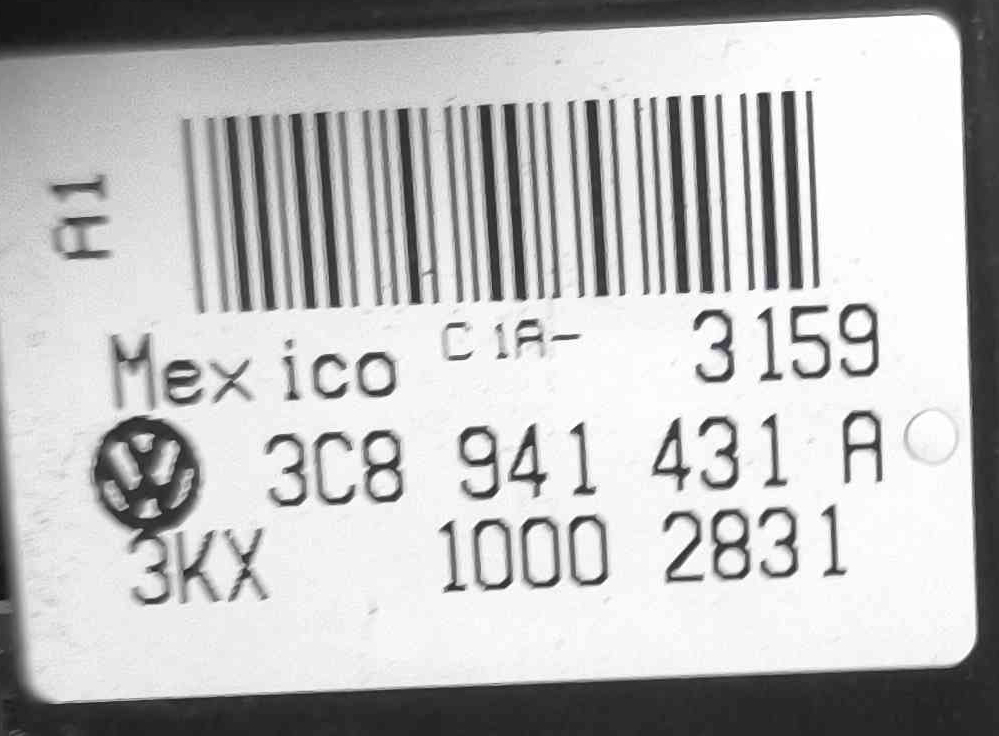 A1
Mexico C1A- 3159
3C8 941 431 A
3KX 1000 2831